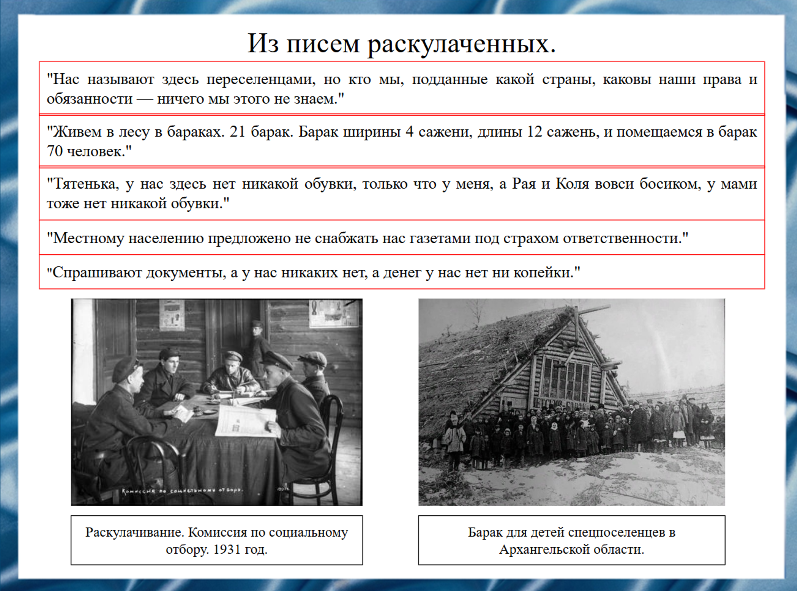 Из писем раскулаченных.
"Нас называют здесь переселенцами, но кто мы, подданные какой страны, каковы наши права и
обязанности — ничего мы этого не знаем."
"Живем в лесу в бараках. 21 барак. Барак ширины 4 сажени, длины 12 сажень, и помещаемся в барак
70 человек."
"Тятенька, у нас здесь нет никакой обувки, только что у меня, а Рая и Коля вовси босиком, у мами
тоже нет никакой обувки."
"Местному населению предложено не снабжать нас газетами под страхом ответственности."
"Спрашивают документы, а у нас никаких нет, а денег у нас нет ни копейки."
Комиссия по социальному отбору.
Раскулачивание. Комиссия по социальному
отбору. 1931 год.
Барак для детей спецпоселенцев в
Архангельской области.